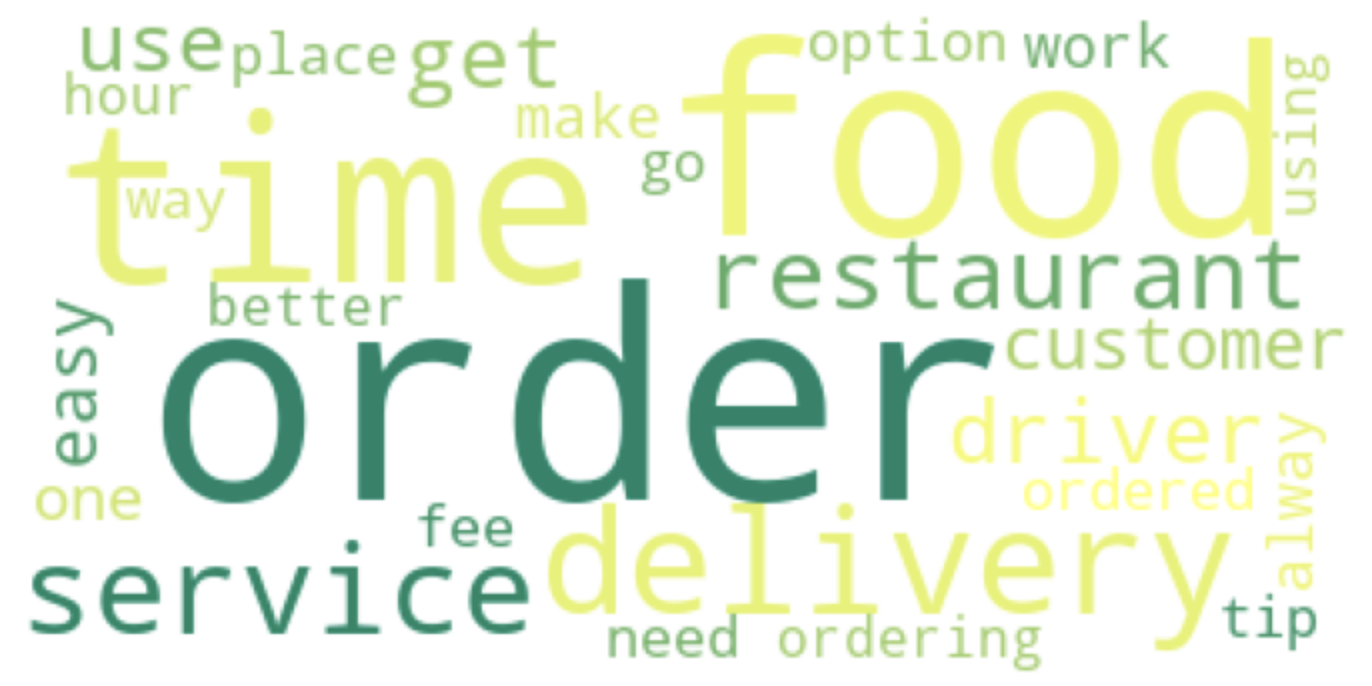 use place get option work
hour make using
time food
way go
restaurant
better
easy order customer
driver
one ordered alway
fee
service delivery
tip
need ordering